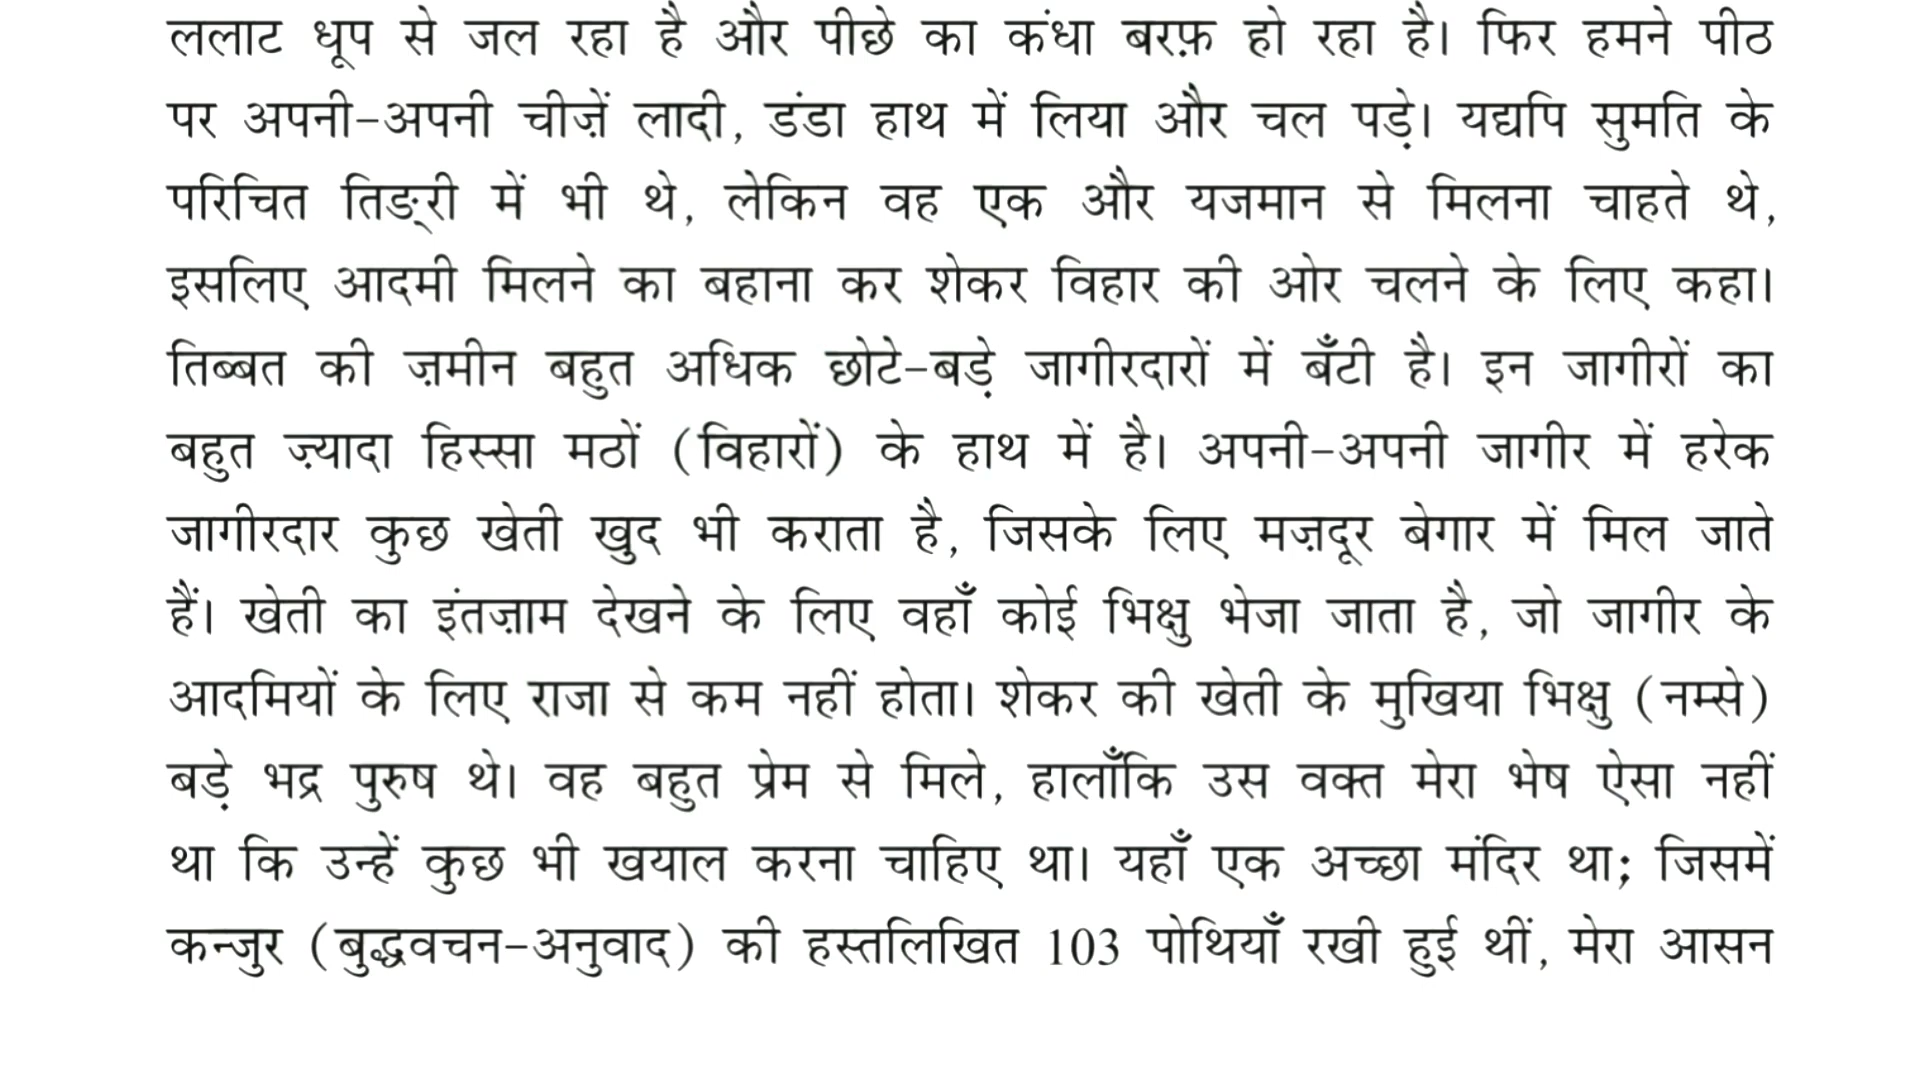 ललाट धूप से जल रहा है और पीछे का कंधा बरफ़ हो रहा है। फिर हमने पीठ
पर अपनी-अपनी चीज़ें लादी, डंडा हाथ में लिया और चल पड़े। यद्यपि सुमति के
परिचित तिङ्‌री में भी थे, लेकिन वह एक और यजमान से मिलना चाहते थे,
इसलिए आदमी मिलने का बहाना कर शेकर विहार की ओर चलने के लिए कहा।
तिब्बत की ज़मीन बहुत अधिक छोटे-बड़े जागीरदारों में बँटी है। इन जागीरों का
बहुत ज़्यादा हिस्सा मठों (विहारों) के हाथ में है। अपनी-अपनी जागीर में हरेक
जागीरदार कुछ खेती खुद भी कराता है, जिसके लिए मज़दूर बेगार में मिल जाते
हैं। खेती का इंतज़ाम देखने के लिए वहाँ कोई भिक्षु भेजा जाता है, जो जागीर के
आदमियों के लिए राजा से कम नहीं होता। शेकर की खेती के मुखिया भिक्षु (नम्से)
बड़े भद्र पुरुष थे। वह बहुत प्रेम से मिले, हालाँकि उस वक्त मेरा भेष ऐसा नहीं
था कि उन्हें कुछ भी खयाल करना चाहिए था। यहाँ एक अच्छा मंदिर था; जिसमें
कन्जुर (बुद्धवचन-अनुवाद) की हस्तलिखित 103 पोथियाँ रखी हुई थीं, मेरा आसन